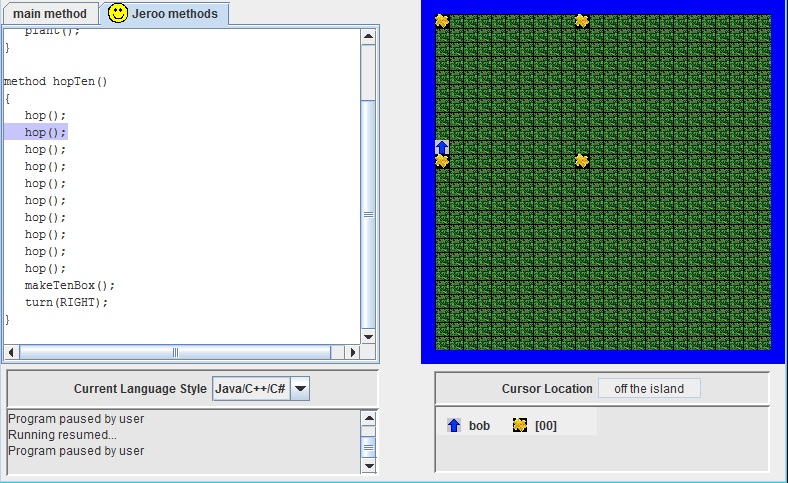 main method
Jeroo methods
plant();
}
method hopTen()
{
hop();
hop();
hop();
hop();
hop();
hop();
hop();
hop();
hop();
hop();
makeTenBox();
turn(RIGHT);
}
Current Language Style Java/C++/C#
Program paused by user
Running resumed...
Program paused by user
Cursor Location off the island
bob [00]